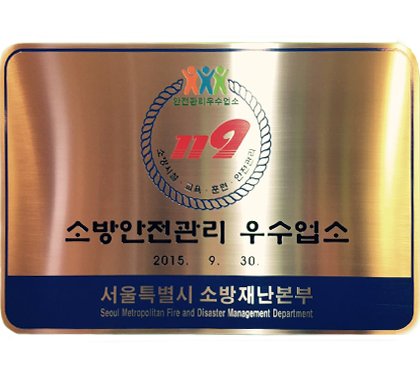 안전관리우수업소
119
소방시설 · 교육 · 훈련 · 안전관리
소방안전관리 우수업소
2015. 9. 30.
서울특별시 소방재난본부
Seoul Metropolitan Fire and Disaster Management Department